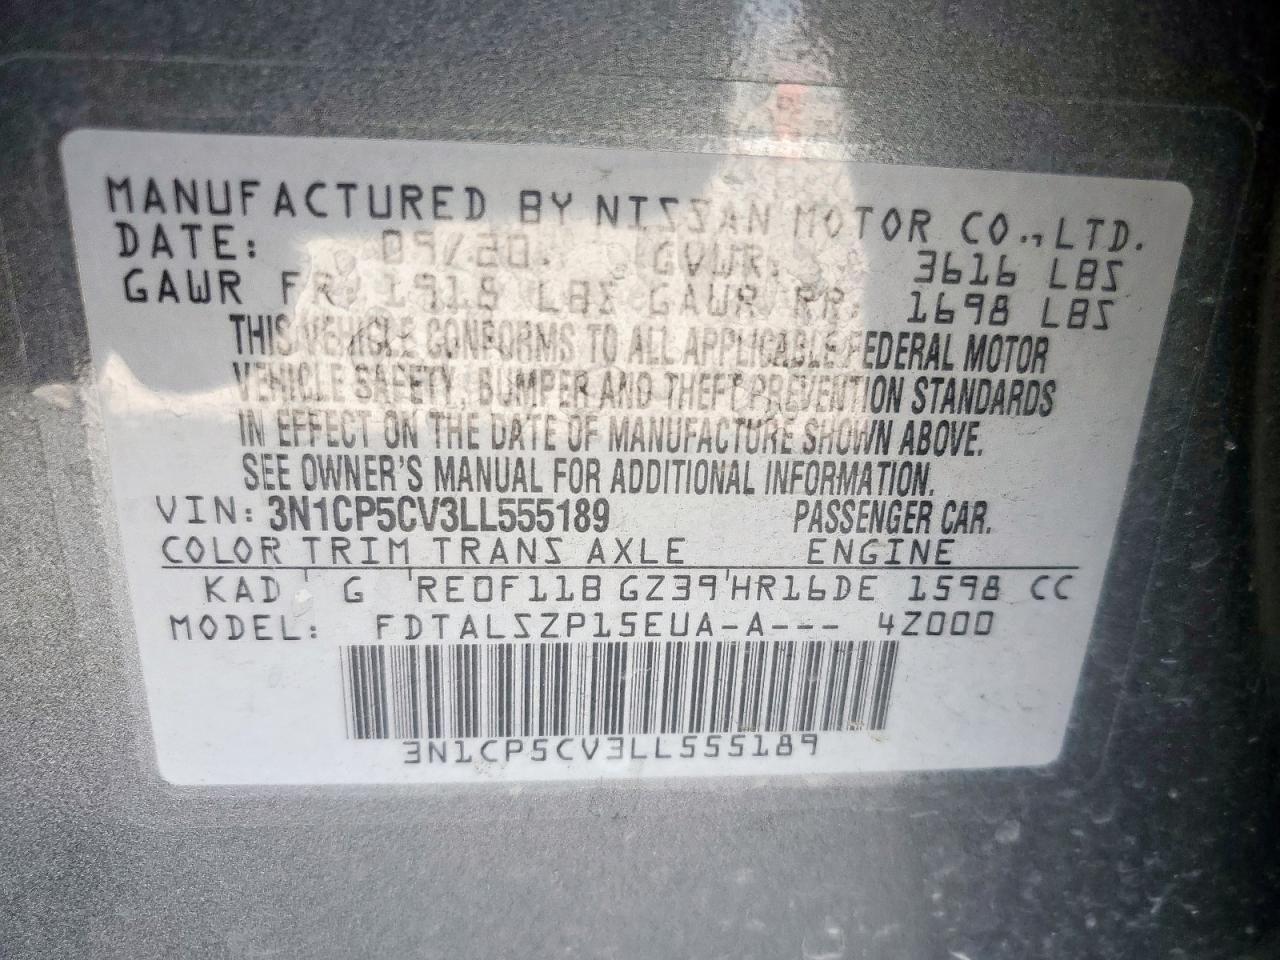 MANUFACTURED BY NISSAN MOTOR CO.,LTD.
DATE: 09/20 GVWR: 3616 LBS
GAWR FR: 1918 LBS GAWR RR: 1698 LBS
THIS VEHICLE CONFORMS TO ALL APPLICABLE FEDERAL MOTOR
VEHICLE SAFETY, BUMPER AND THEFT PREVENTION STANDARDS
IN EFFECT ON THE DATE OF MANUFACTURE SHOWN ABOVE.
SEE OWNER'S MANUAL FOR ADDITIONAL INFORMATION.
VIN: 3N1CP5CV3LL555189 PASSENGER CAR.
COLOR TRIM TRANS AXLE ENGINE
KAD G RE0F11B GZ39 HR16DE 1598 CC
MODEL: FDTALSZP15EUA-A--- 4Z000
3N1CP5CV3LL555189